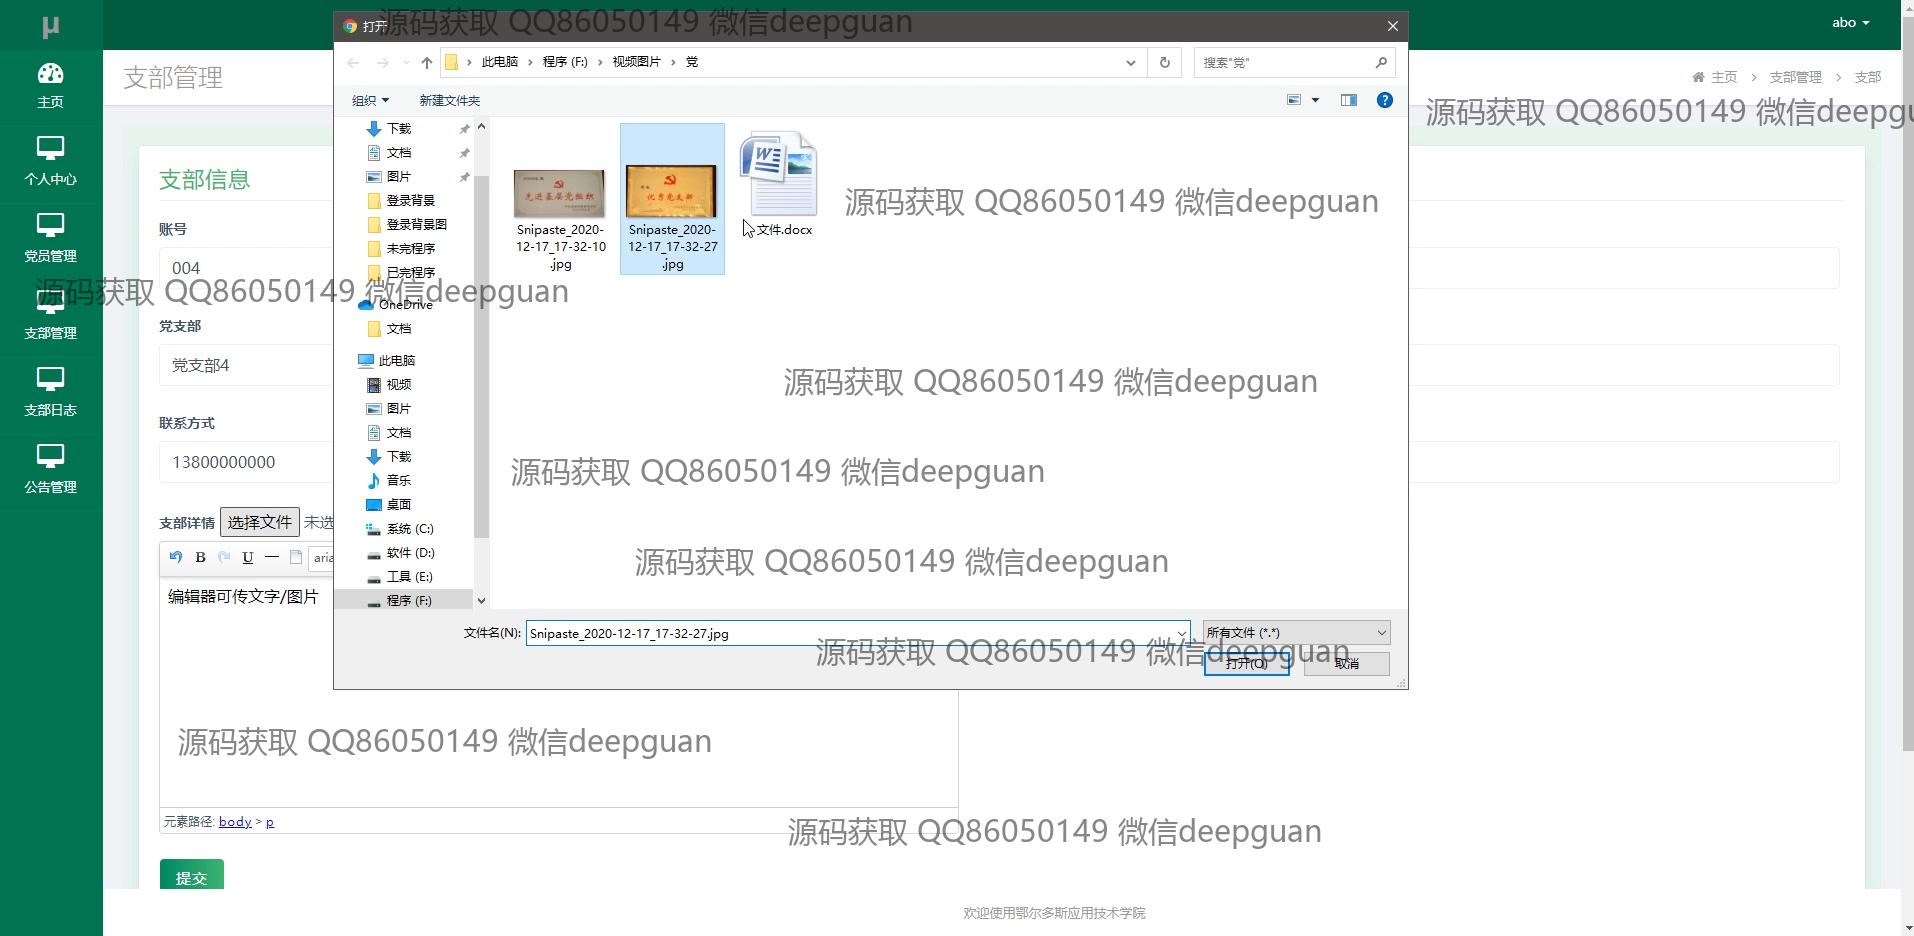 μ
打开
源码获取 QQ86050149 微信deepguan
abo
此电脑 > 程序 (F:) > 视频图片 > 党
搜索"党"
支部管理
主页 > 支部管理 > 支部
主页
组织
新建文件夹
源码获取 QQ86050149 微信deepgu
下载
文档
图片
登录背景
登录背景图
未完程序
已完程序
OneDrive
文档
此电脑
视频
图片
文档
下载
音乐
桌面
系统 (C:)
软件 (D:)
工具 (E:)
程序 (F:)
先进基层党组织
优秀党支部
Snipaste_2020-
12-17_17-32-10
.jpg
Snipaste_2020-
12-17_17-32-27
.jpg
文件.docx
源码获取 QQ86050149 微信deepguan
个人中心
党员管理
支部管理
支部日志
公告管理
支部信息
账号
004
源码获取 QQ86050149 微信deepguan
党支部
党支部4
源码获取 QQ86050149 微信deepguan
联系方式
13800000000
源码获取 QQ86050149 微信deepguan
支部详情 选择文件 未选
B U aria
源码获取 QQ86050149 微信deepguan
编辑器可传文字/图片
文件名(N): Snipaste_2020-12-17_17-32-27.jpg
所有文件 (*.*)
源码获取 QQ86050149 微信deepguan
打开(O)
取消
源码获取 QQ86050149 微信deepguan
元素路径: body > p
源码获取 QQ86050149 微信deepguan
提交
欢迎使用鄂尔多斯应用技术学院